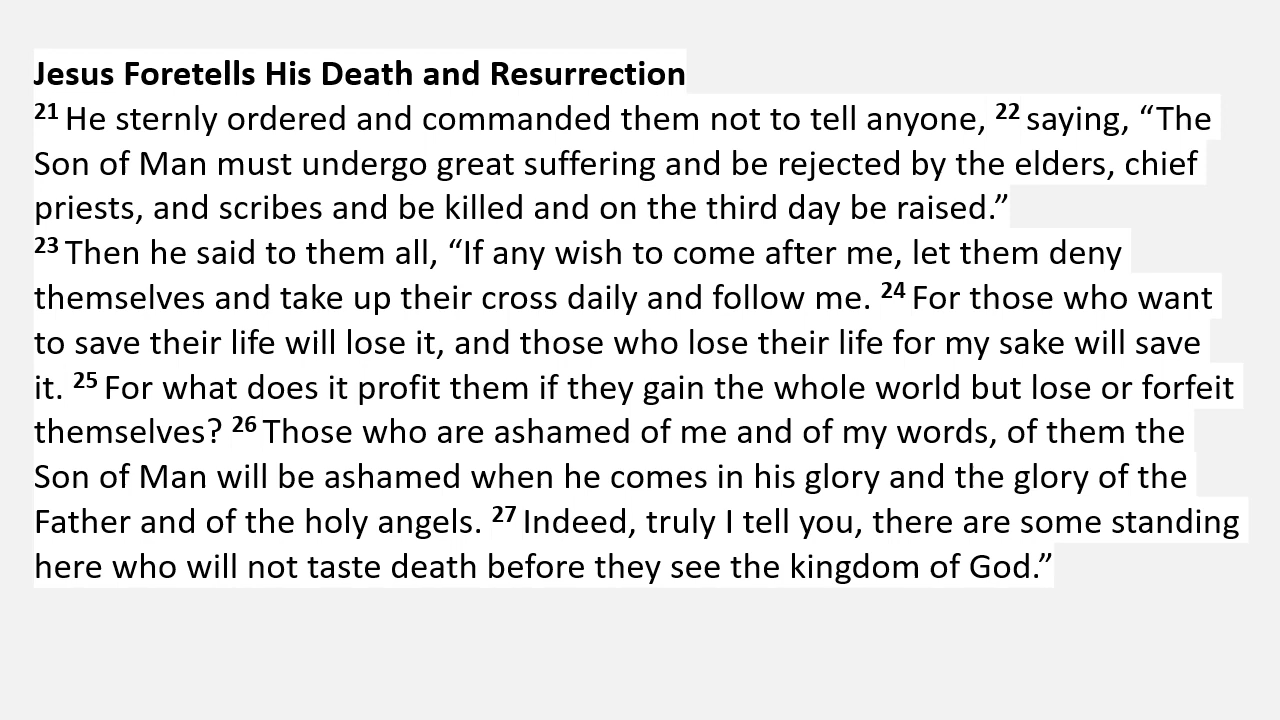 Jesus Foretells His Death and Resurrection
21 He sternly ordered and commanded them not to tell anyone, 22 saying, “The
Son of Man must undergo great suffering and be rejected by the elders, chief
priests, and scribes and be killed and on the third day be raised.”
23 Then he said to them all, “If any wish to come after me, let them deny
themselves and take up their cross daily and follow me. 24 For those who want
to save their life will lose it, and those who lose their life for my sake will save
it. 25 For what does it profit them if they gain the whole world but lose or forfeit
themselves? 26 Those who are ashamed of me and of my words, of them the
Son of Man will be ashamed when he comes in his glory and the glory of the
Father and of the holy angels. 27 Indeed, truly I tell you, there are some standing
here who will not taste death before they see the kingdom of God.”